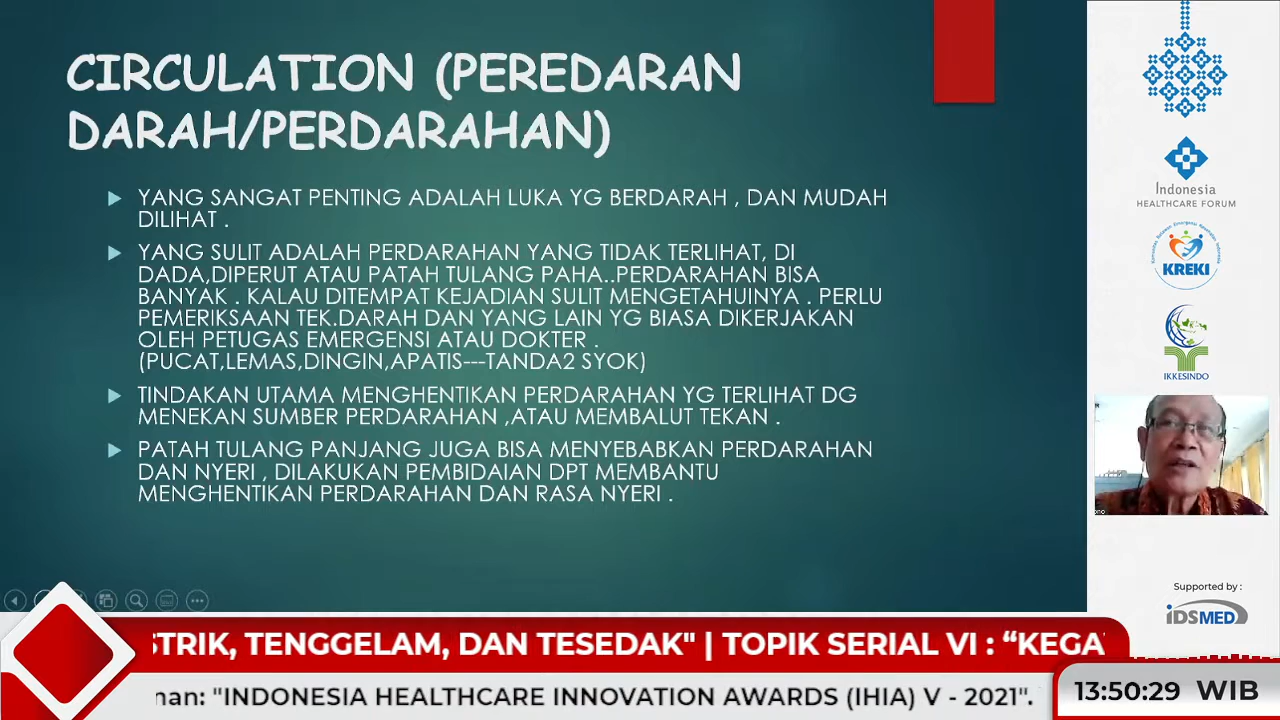 CIRCULATION (PEREDARAN
DARAH/PERDARAHAN)
YANG SANGAT PENTING ADALAH LUKA YG BERDARAH , DAN MUDAH
DILIHAT .
YANG SULIT ADALAH PERDARAHAN YANG TIDAK TERLIHAT, DI
DADA,DIPERUT ATAU PATAH TULANG PAHA..PERDARAHAN BISA
BANYAK . KALAU DITEMPAT KEJADIAN SULIT MENGETAHUINYA . PERLU
PEMERIKSAAN TEK.DARAH DAN YANG LAIN YG BIASA DIKERJAKAN
OLEH PETUGAS EMERGENSI ATAU DOKTER .
(PUCAT,LEMAS,DINGIN,APATIS---TANDA2 SYOK)
TINDAKAN UTAMA MENGHENTIKAN PERDARAHAN YG TERLIHAT DG
MENEKAN SUMBER PERDARAHAN ,ATAU MEMBALUT TEKAN .
PATAH TULANG PANJANG JUGA BISA MENYEBABKAN PERDARAHAN
DAN NYERI , DILAKUKAN PEMBIDAIAN DPT MEMBANTU
MENGHENTIKAN PERDARAHAN DAN RASA NYERI .
Indonesia
HEALTHCARE FORUM
KREKI
IKKESINDO
Supported by :
iDSMED
STRIK, TENGGELAM, DAN TESEDAK" | TOPIK SERIAL VI : “KEGA
nan: "INDONESIA HEALTHCARE INNOVATION AWARDS (IHIA) V - 2021".
13:50:29 WIB